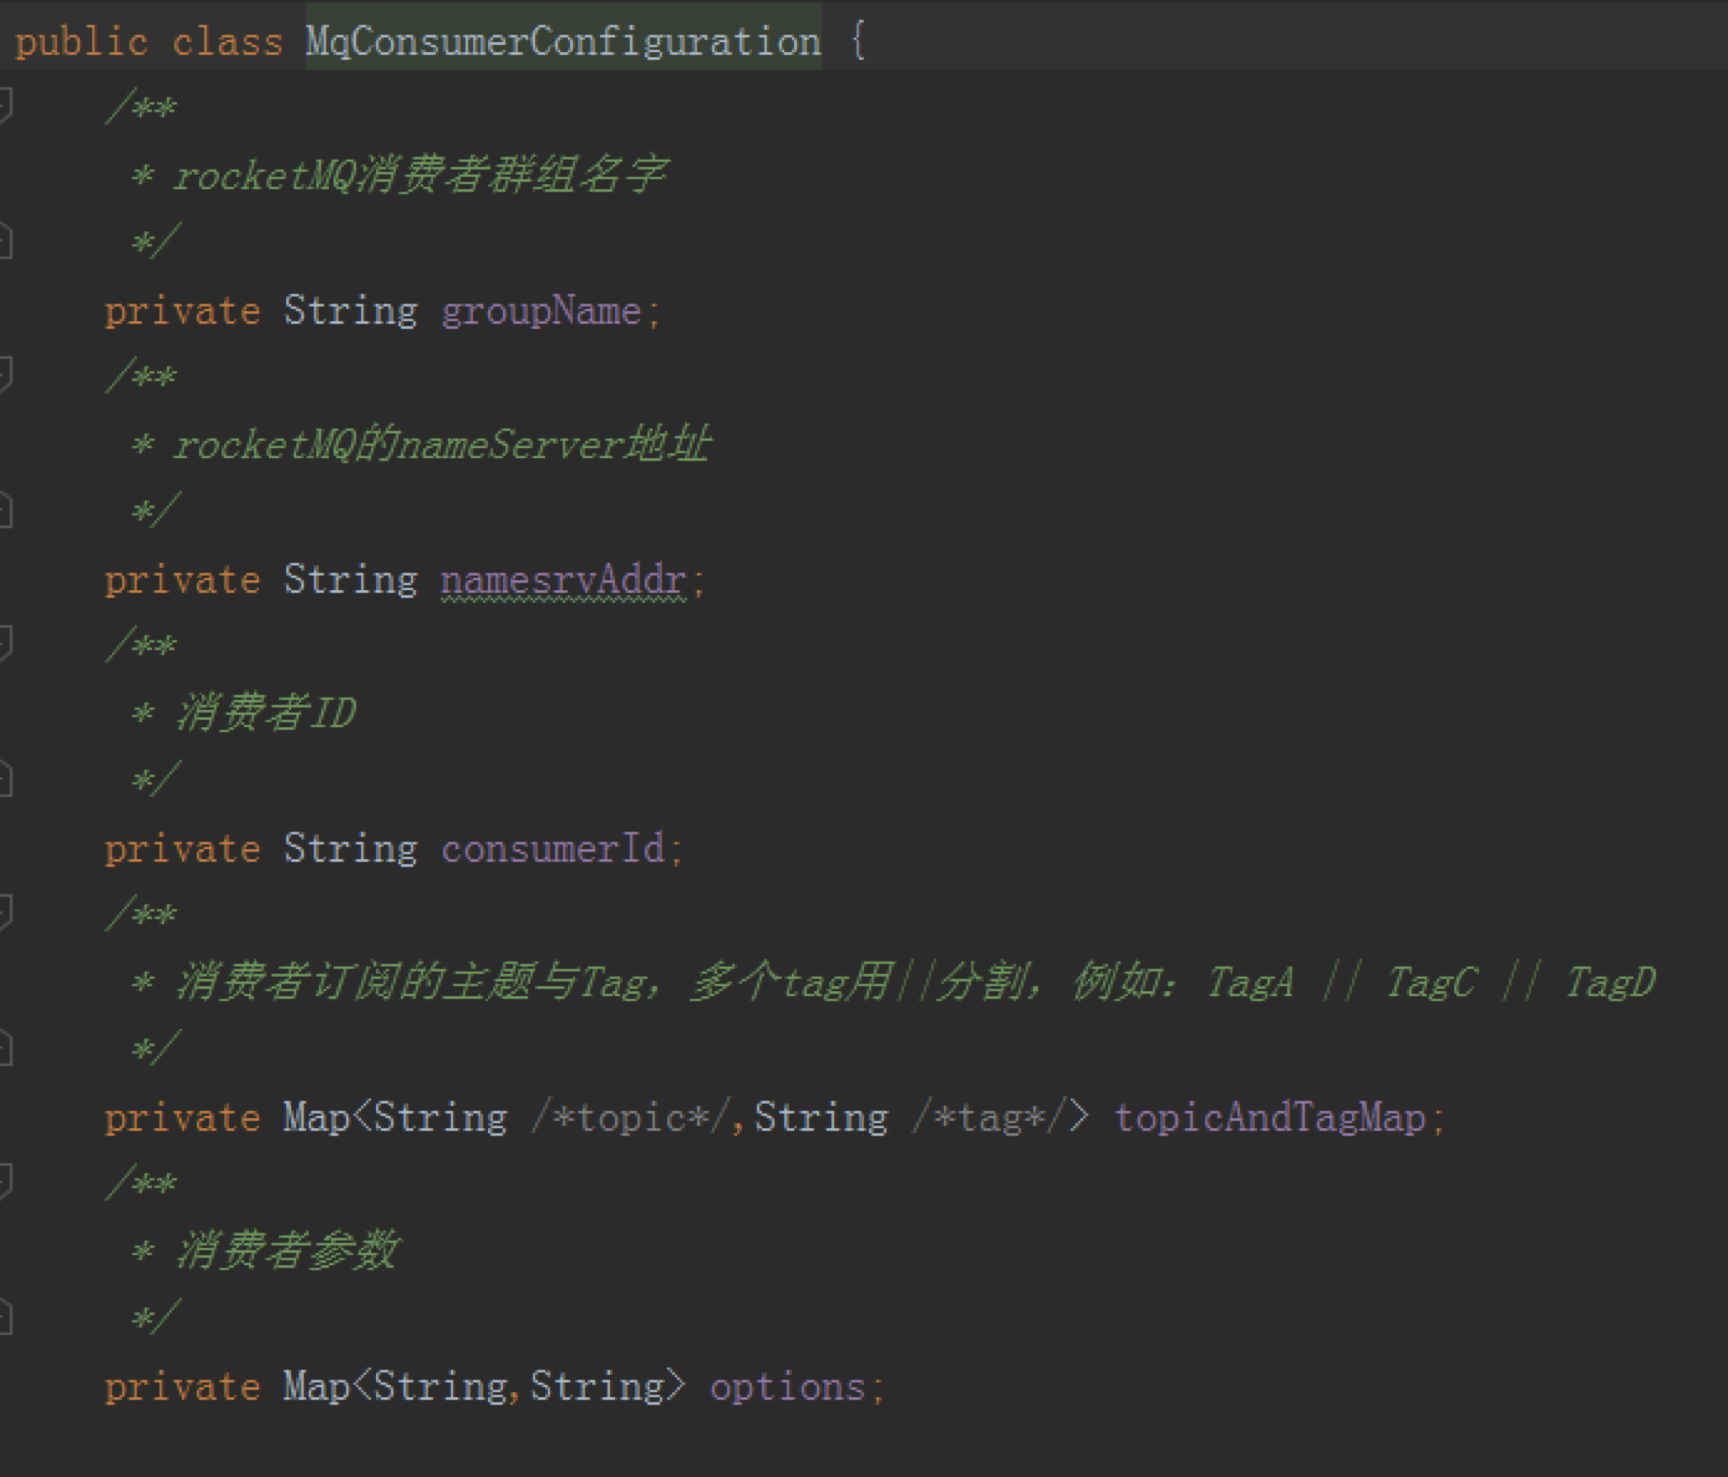 public class MqConsumerConfiguration {
/**
* rocketMQ消费者群组名字
*/
private String groupName;
/**
* rocketMQ的nameServer地址
*/
private String namesrvAddr;
/**
* 消费者ID
*/
private String consumerId;
/**
* 消费者订阅的主题与Tag，多个tag用||分割，例如：TagA || TagC || TagD
*/
private Map<String /*topic*/,String /*tag*/> topicAndTagMap;
/**
* 消费者参数
*/
private Map<String,String> options;